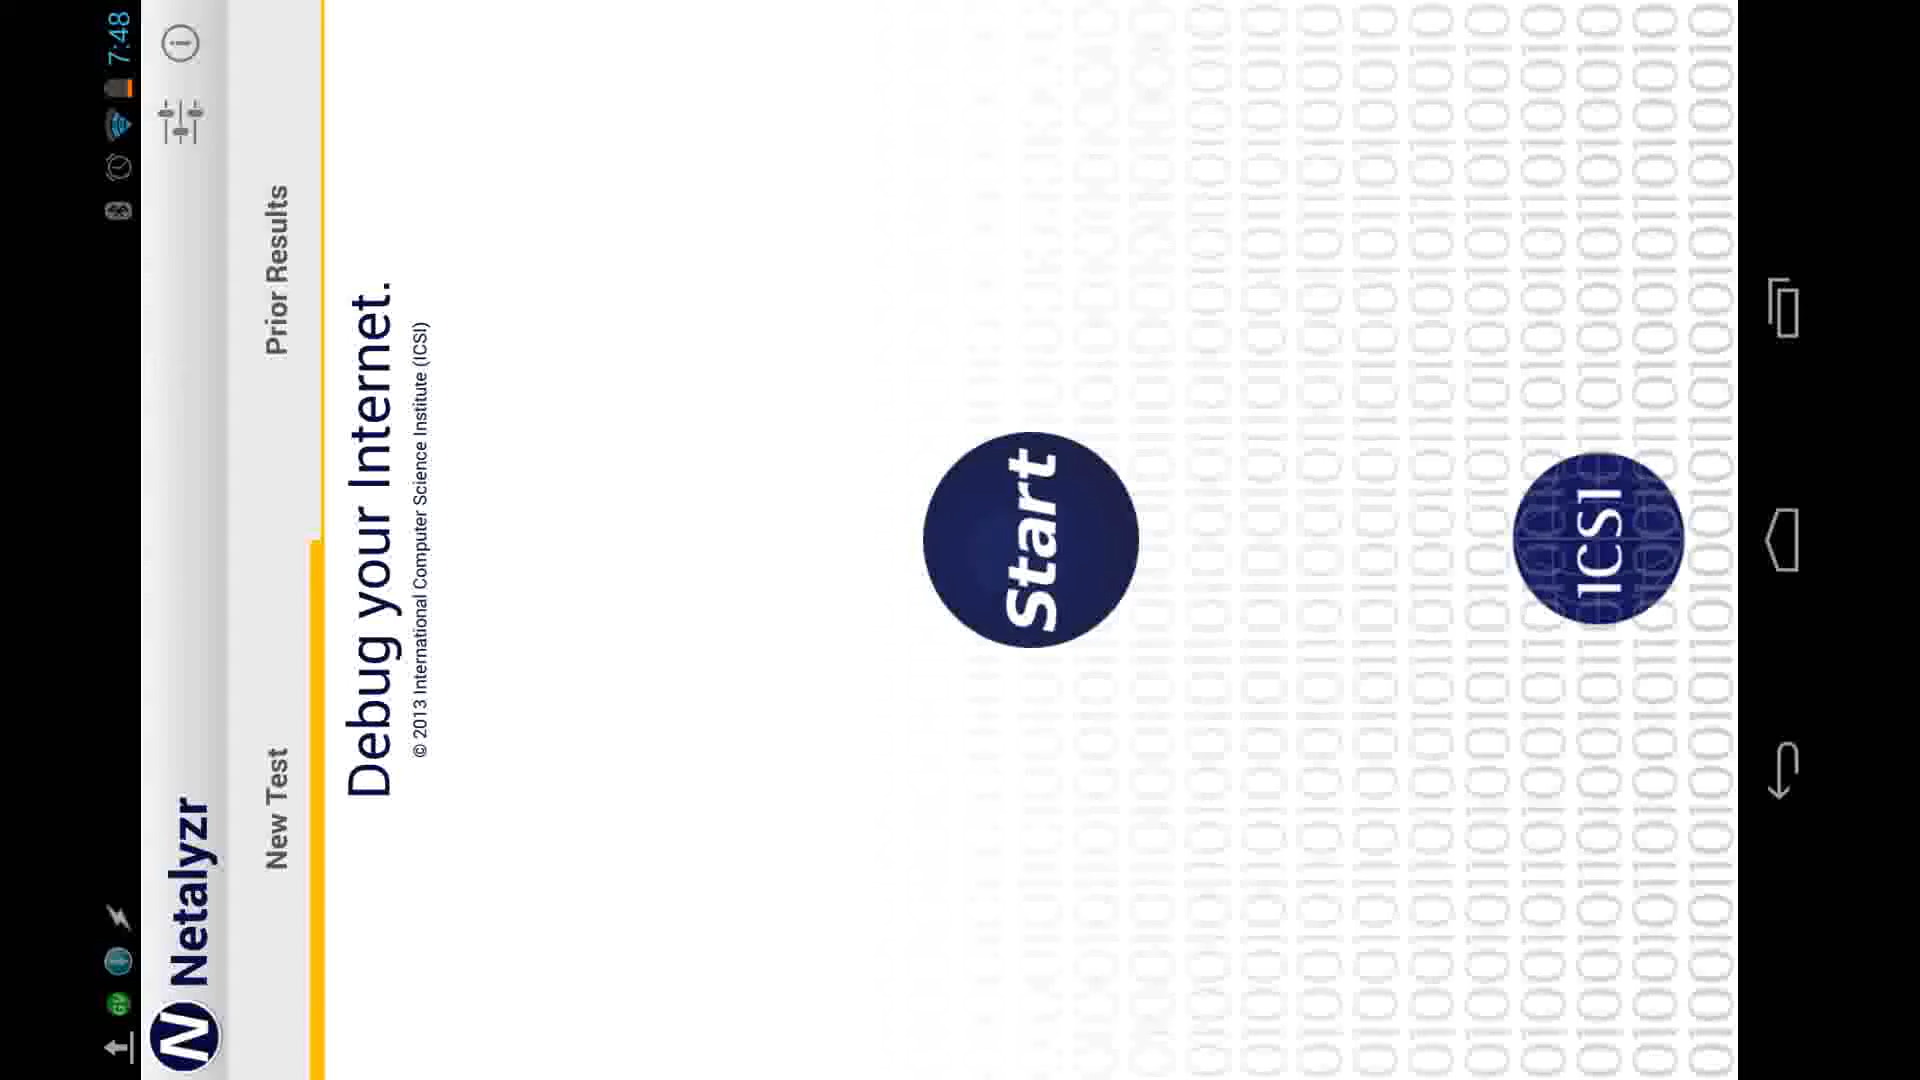 7:48
N Netalyzr
New Test
Prior Results
Debug your Internet.
© 2013 International Computer Science Institute (ICSI)
Start
ICSI